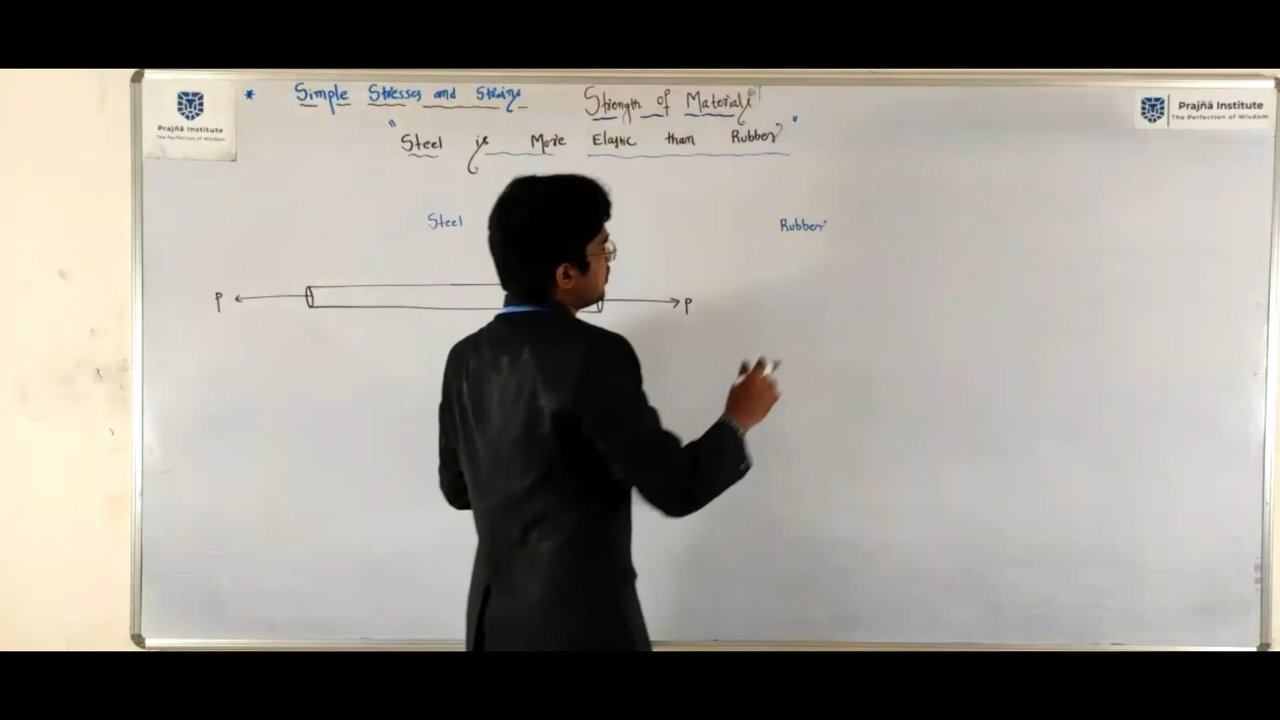 Prajñā Institute
The Perfection of Wisdom
* Simple Stresses and Strains Strength of Materials
Prajñā Institute
The Perfection of Wisdom
"Steel is More Elastic than Rubber"
Steel Rubber
P P